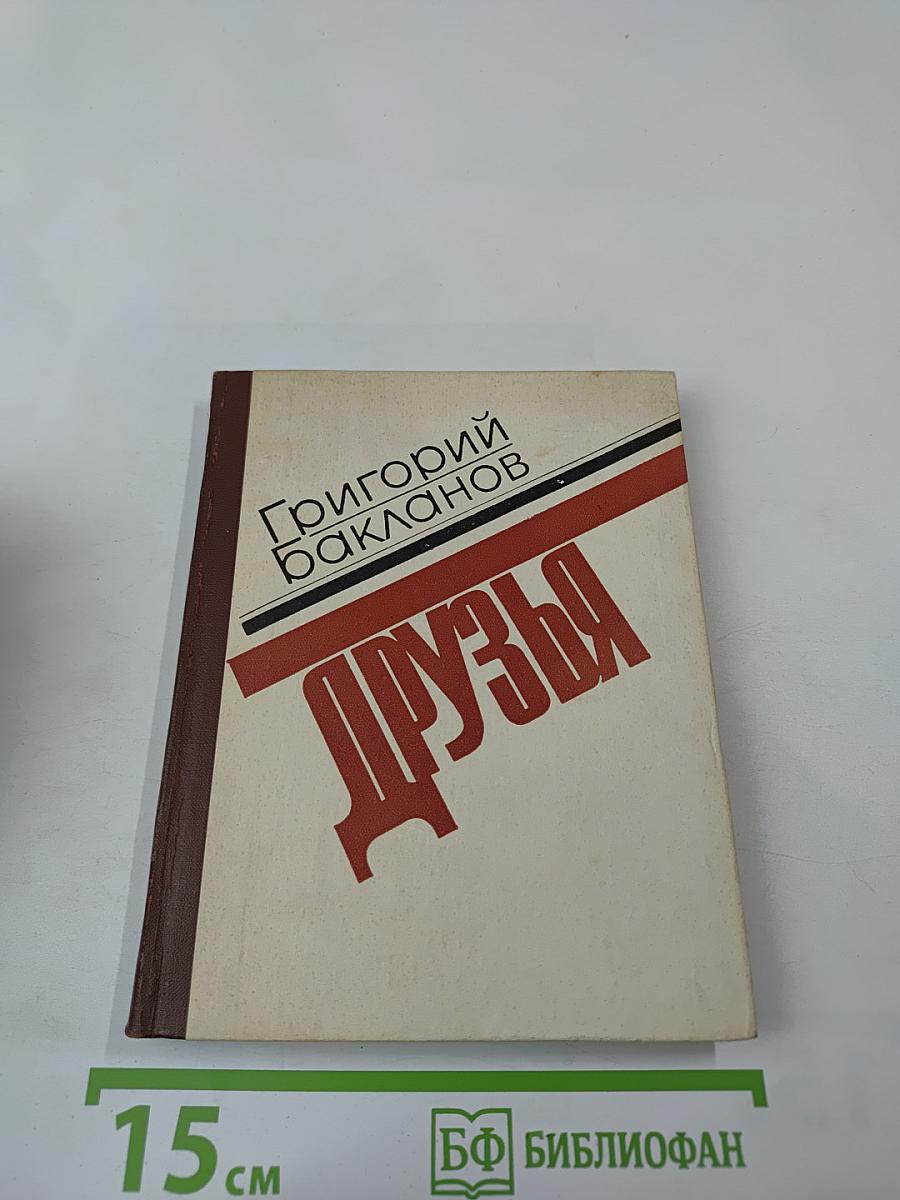 Григорий
Бакланов
ДРУЗЬЯ
15 см
БФ БИБЛИОФАН